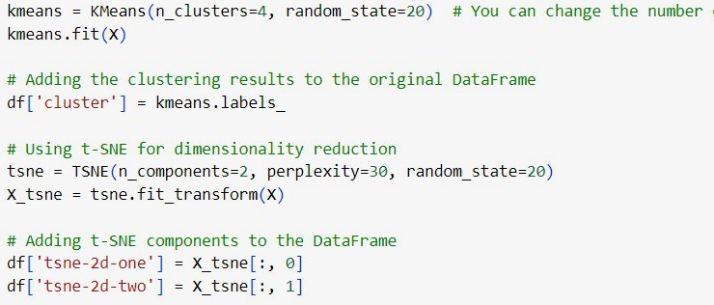 kmeans = KMeans(n_clusters=4, random_state=20)  # You can change the number
kmeans.fit(X)
# Adding the clustering results to the original DataFrame
df['cluster'] = kmeans.labels_
# Using t-SNE for dimensionality reduction
tsne = TSNE(n_components=2, perplexity=30, random_state=20)
X_tsne = tsne.fit_transform(X)
# Adding t-SNE components to the DataFrame
df['tsne-2d-one'] = X_tsne[:, 0]
df['tsne-2d-two'] = X_tsne[:, 1]